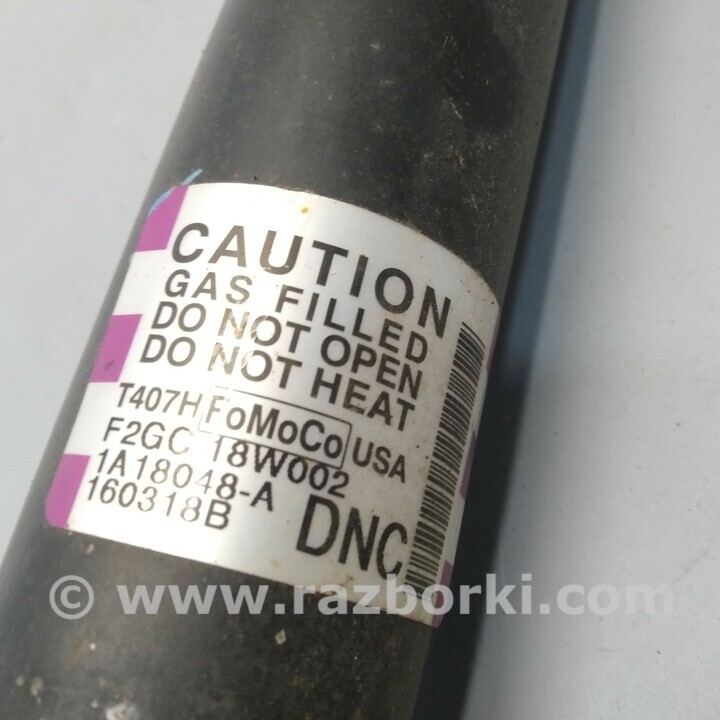 CAUTION
GAS FILLED
DO NOT OPEN
DO NOT HEAT
T407H FoMoCo USA
F2GC 18W002
1A18048-A
160318B DNC
© www.razborki.com